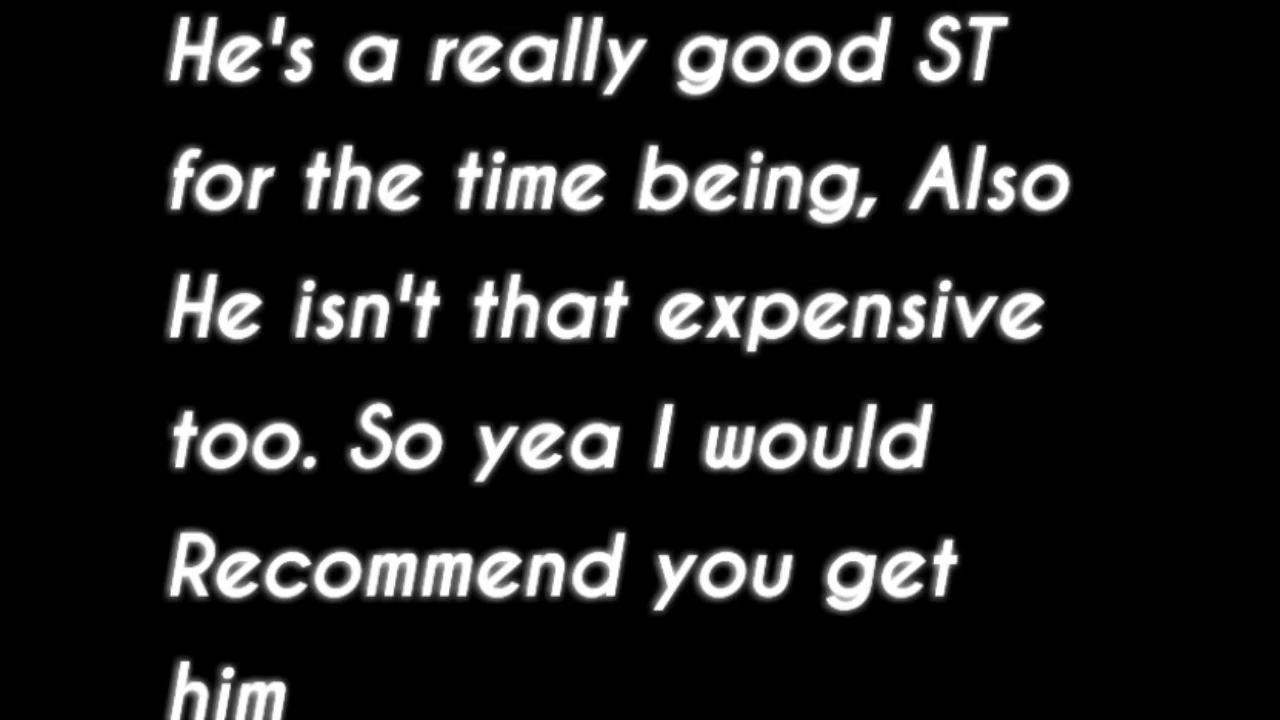 He's a really good ST
for the time being, Also
He isn't that expensive
too. So yea I would
Recommend you get
him